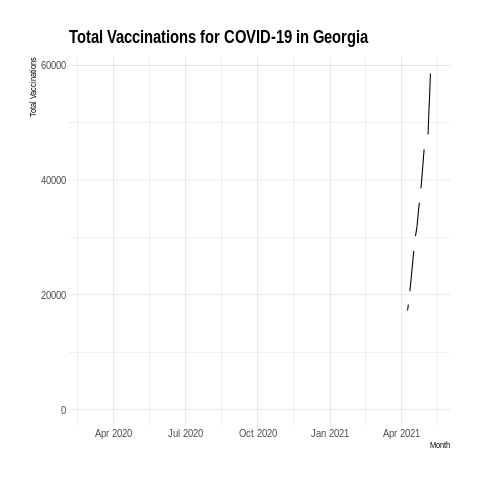 Total Vaccinations for COVID-19 in Georgia
Total Vaccinations
60000
40000
20000
0
Apr 2020 Jul 2020 Oct 2020 Jan 2021 Apr 2021
Month